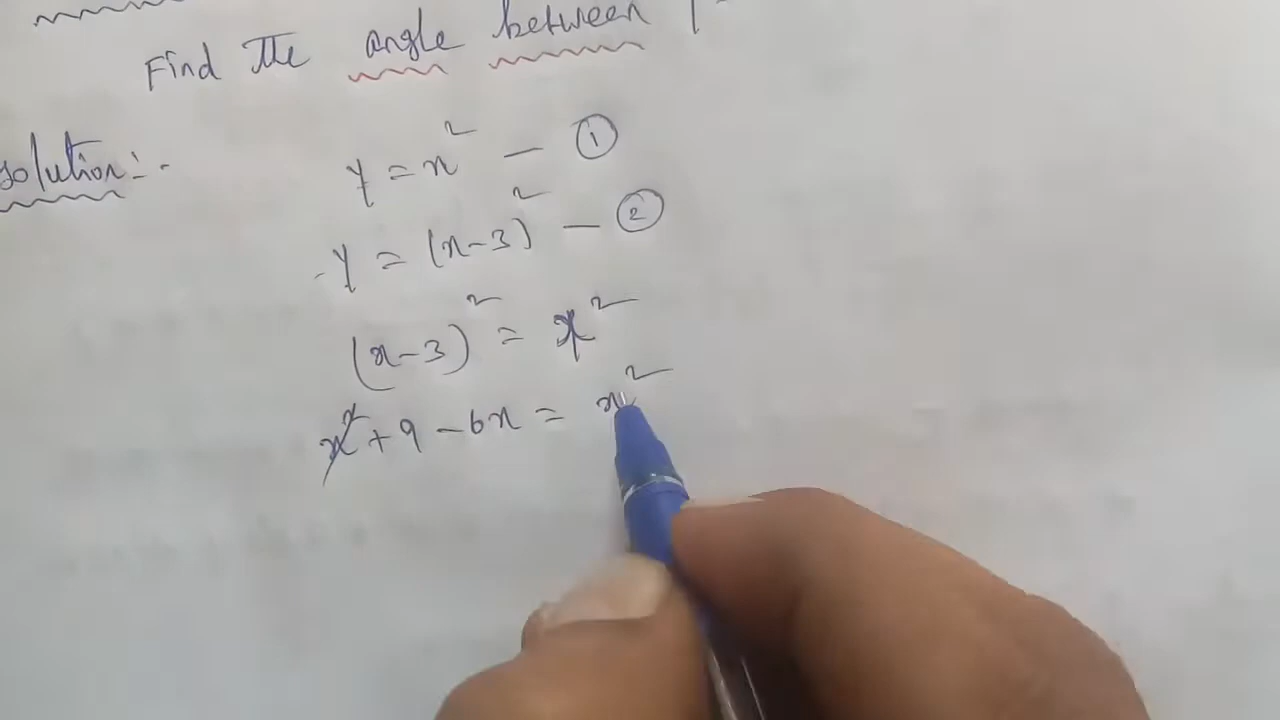 Find the angle between
solution:-
y = x² — ①
y = (x-3)² — ②
(x-3)² = x²
x² + 9 - 6x = x²